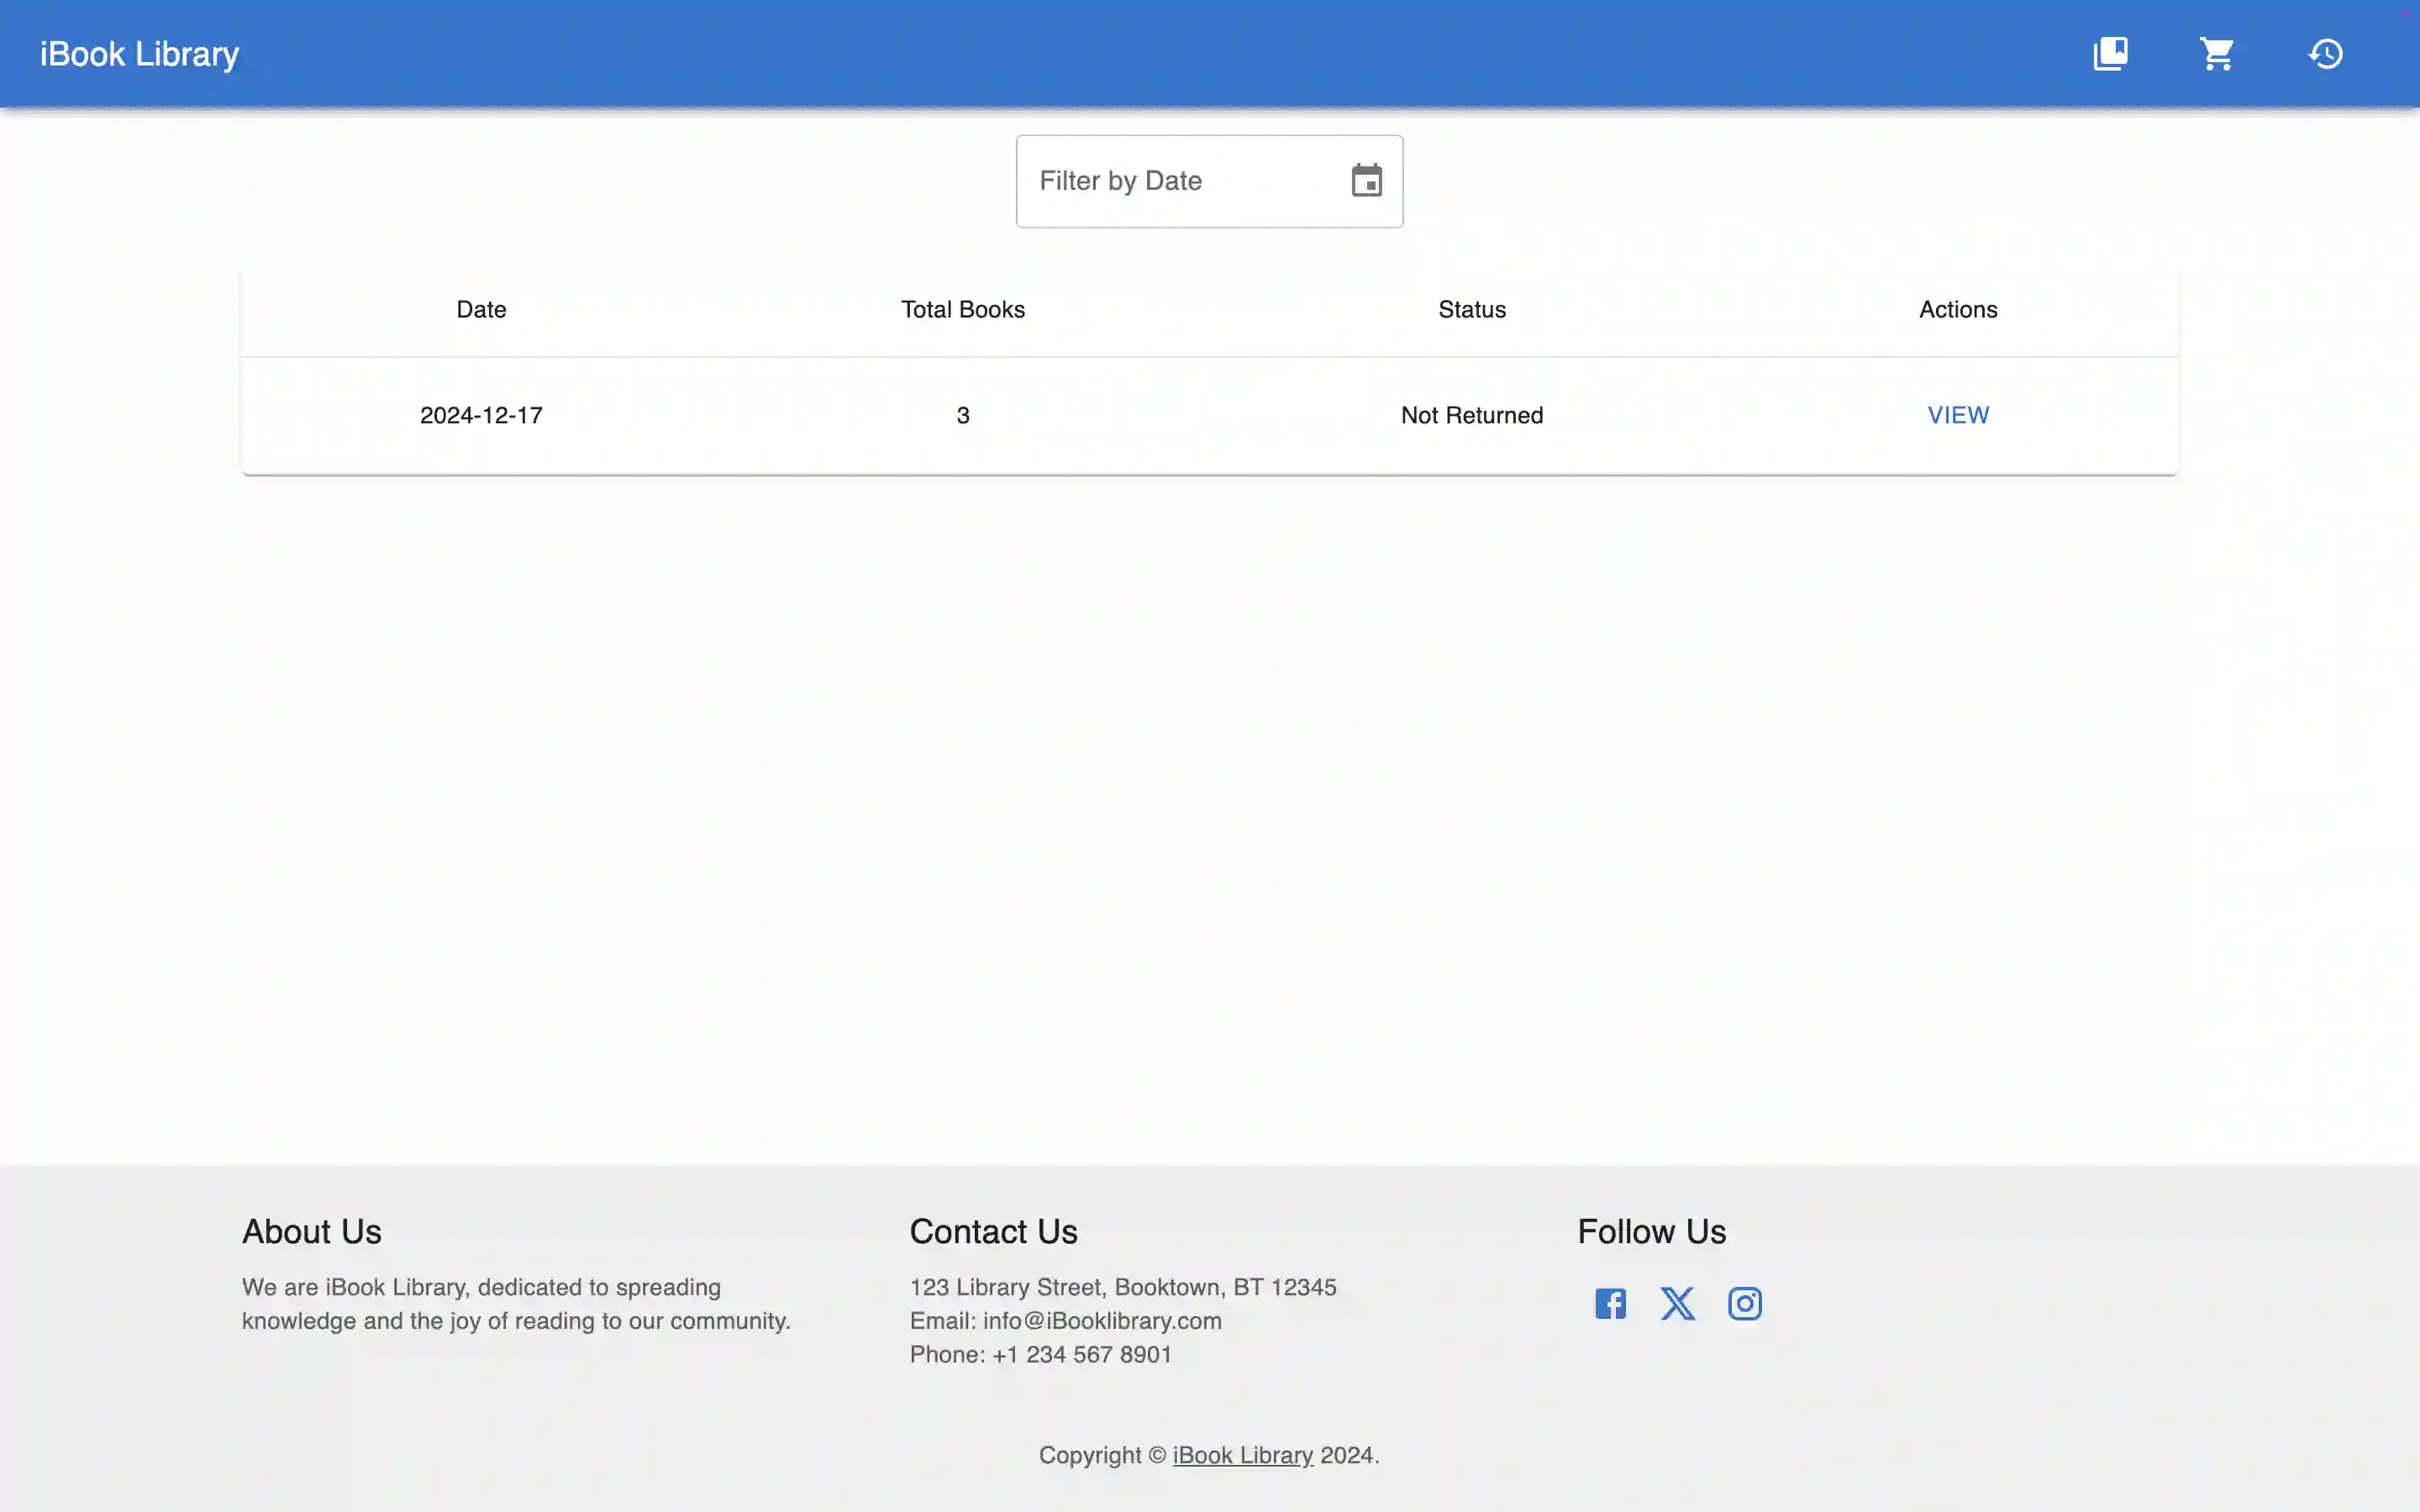 iBook Library
Filter by Date
Date Total Books Status Actions
2024-12-17 3 Not Returned VIEW
About Us
We are iBook Library, dedicated to spreading
knowledge and the joy of reading to our community.
Contact Us
123 Library Street, Booktown, BT 12345
Email: info@iBooklibrary.com
Phone: +1 234 567 8901
Follow Us
Copyright © iBook Library 2024.